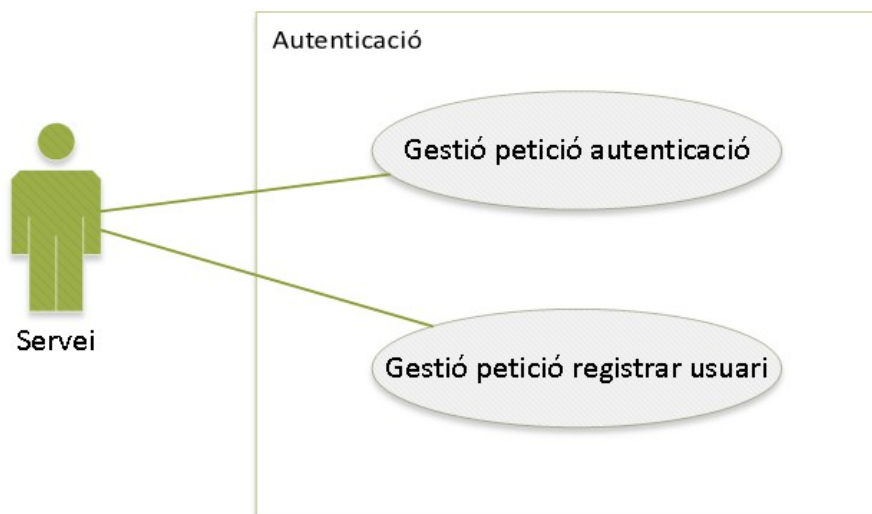 Autenticació
Gestió petició autenticació
Servei
Gestió petició registrar usuari